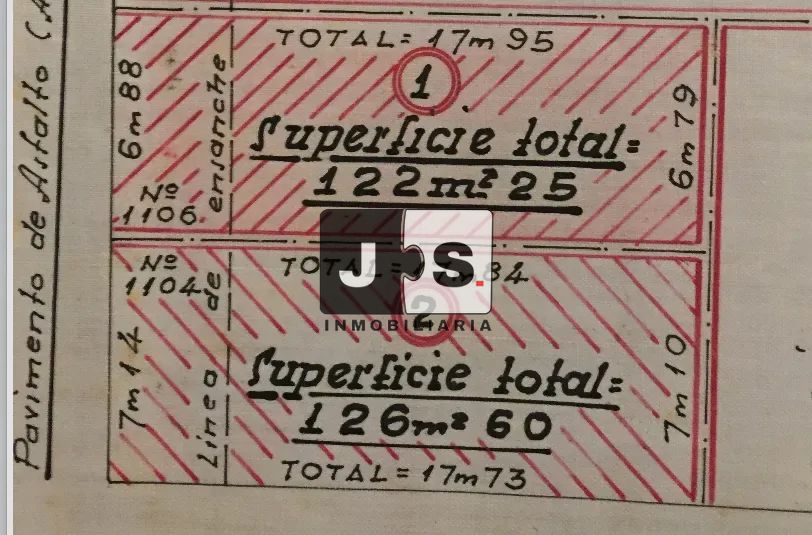 Pavimento de Asfalto (A
TOTAL= 17m 95
1
6m 88
ensanche
6m 79
Superficie total=
122m² 25
Nº
1106
Nº
1104
de
J S.
INMOBILIARIA
2
7m 14
Linea
7m 10
Superficie total=
126m² 60
TOTAL= 17m 73